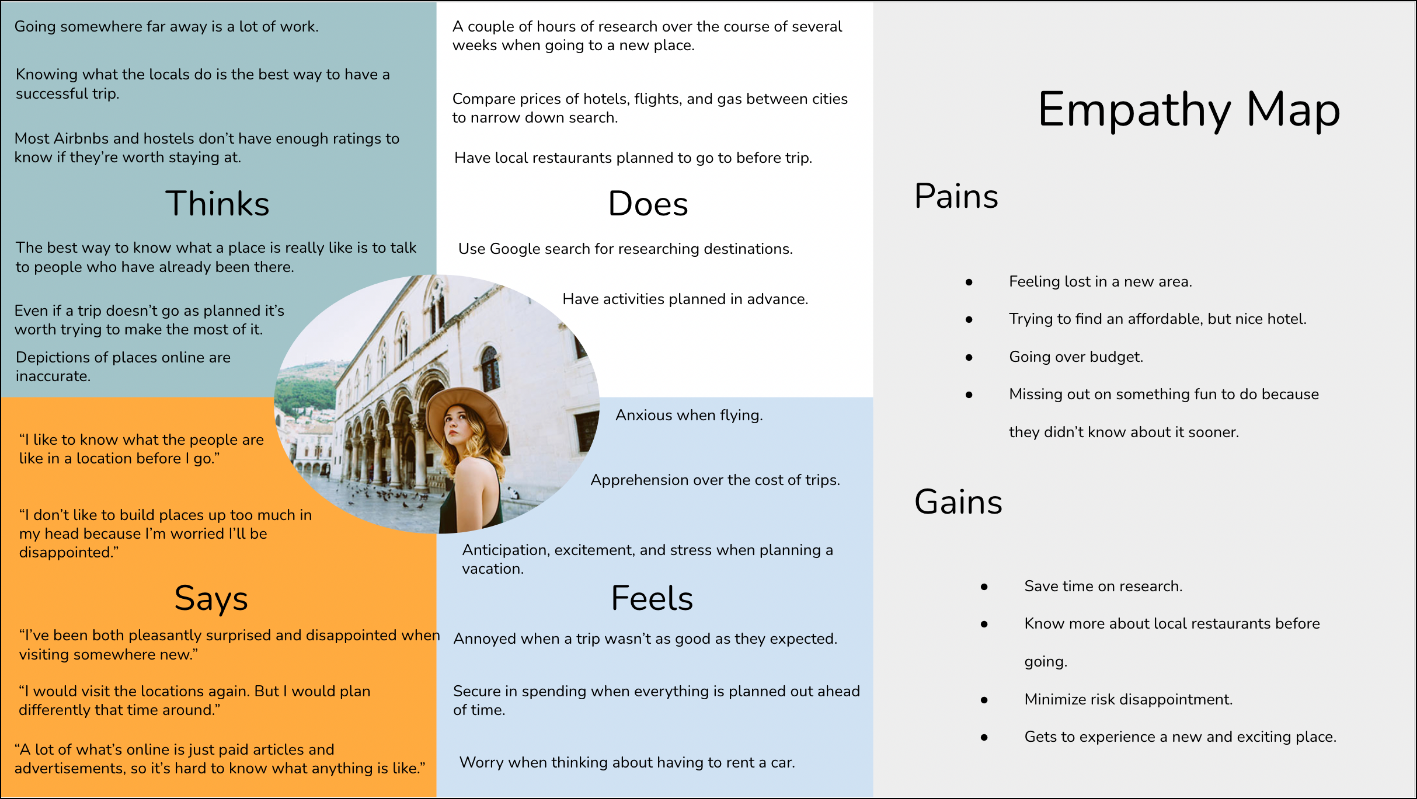 Going somewhere far away is a lot of work.
Knowing what the locals do is the best way to have a
successful trip.
Most Airbnbs and hostels don’t have enough ratings to
know if they’re worth staying at.
Thinks
The best way to know what a place is really like is to talk
to people who have already been there.
Even if a trip doesn’t go as planned it’s
worth trying to make the most of it.
Depictions of places online are
inaccurate.
A couple of hours of research over the course of several
weeks when going to a new place.
Compare prices of hotels, flights, and gas between cities
to narrow down search.
Have local restaurants planned to go to before trip.
Does
Use Google search for researching destinations.
Have activities planned in advance.
“I like to know what the people are
like in a location before I go.”
“I don’t like to build places up too much in
my head because I’m worried I’ll be
disappointed.”
Says
“I’ve been both pleasantly surprised and disappointed when
visiting somewhere new.”
“I would visit the locations again. But I would plan
differently that time around.”
“A lot of what’s online is just paid articles and
advertisements, so it’s hard to know what anything is like.”
Anxious when flying.
Apprehension over the cost of trips.
Anticipation, excitement, and stress when planning a
vacation.
Feels
Annoyed when a trip wasn’t as good as they expected.
Secure in spending when everything is planned out ahead
of time.
Worry when thinking about having to rent a car.
Empathy Map
Pains
● Feeling lost in a new area.
● Trying to find an affordable, but nice hotel.
● Going over budget.
● Missing out on something fun to do because
they didn’t know about it sooner.
Gains
● Save time on research.
● Know more about local restaurants before
going.
● Minimize risk disappointment.
● Gets to experience a new and exciting place.